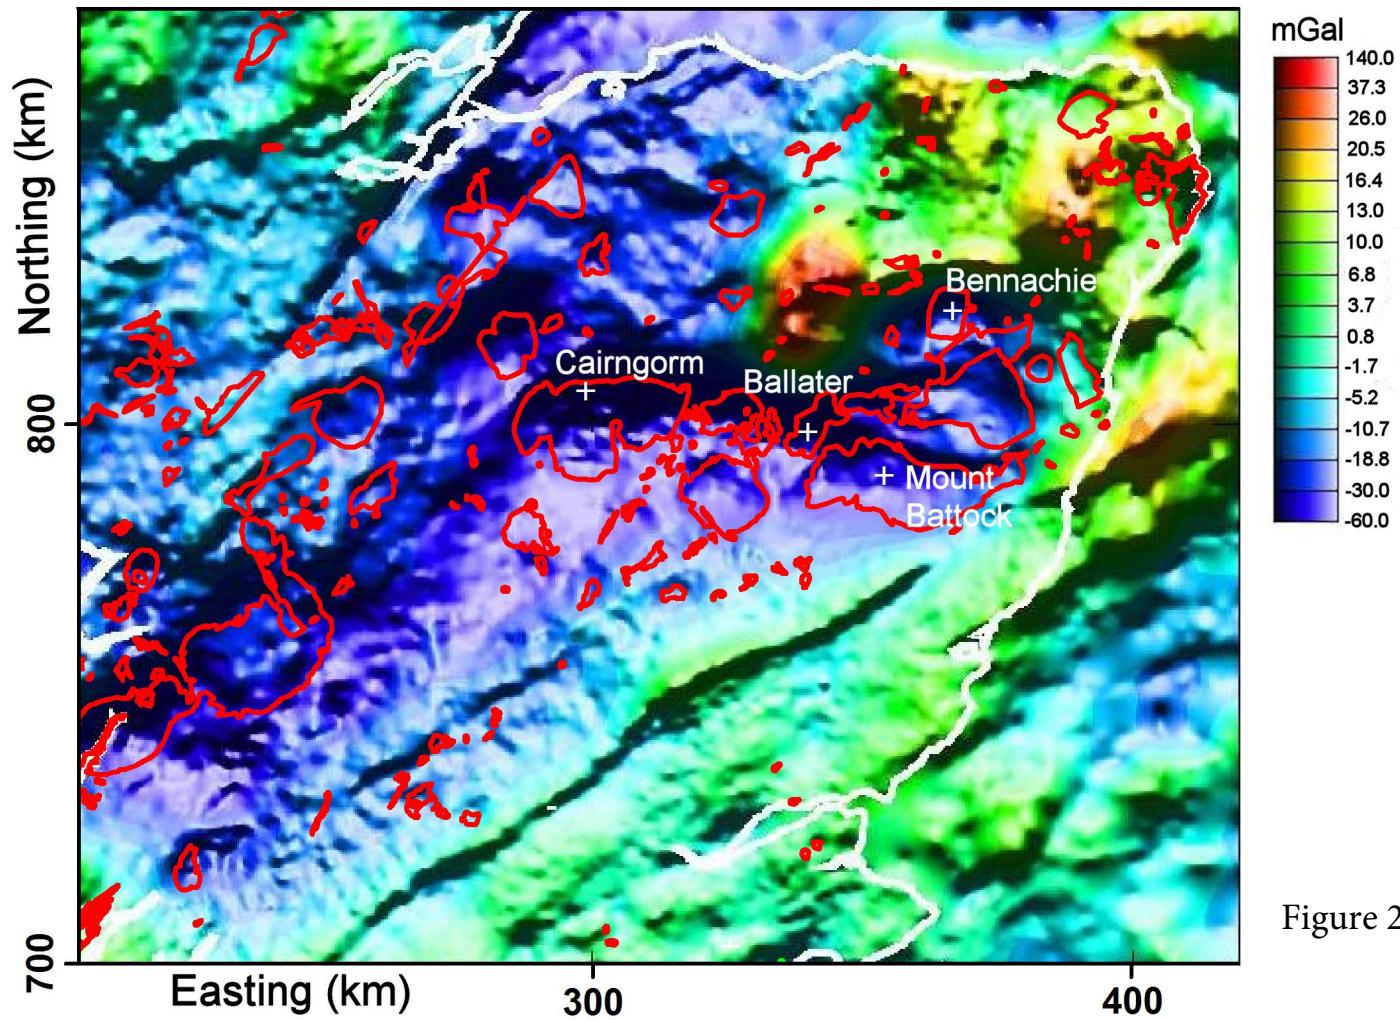 mGal
140.0
37.3
26.0
20.5
16.4
13.0
10.0
6.8
3.7
0.8
-1.7
-5.2
-10.7
-18.8
-30.0
-60.0
Northing (km)
800
700
Bennachie
Cairngorm
Ballater
Mount
Battock
Easting (km)
300
400
Figure 2